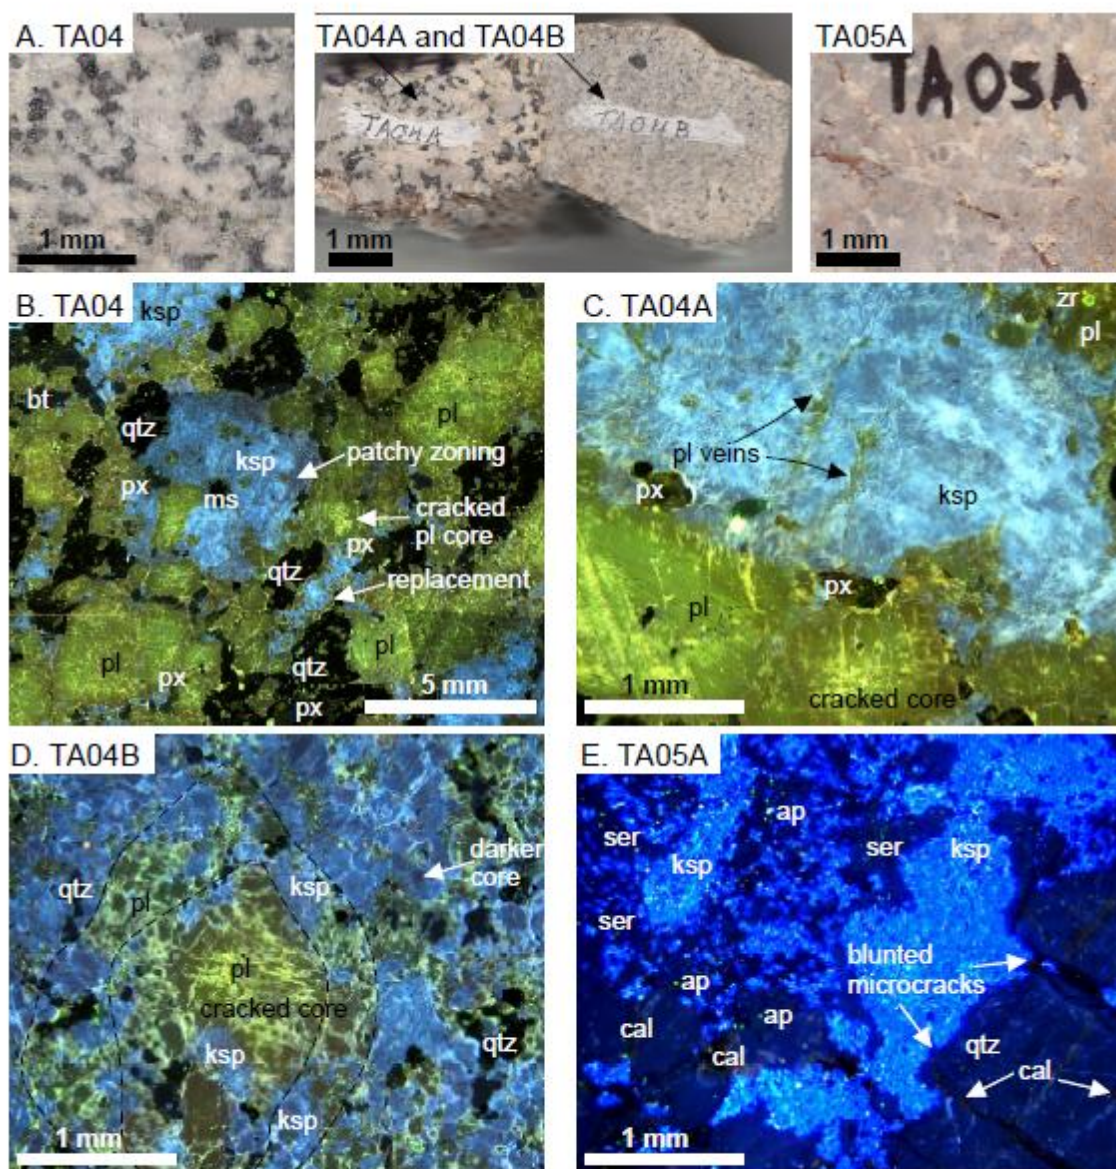 A. TA04
TA04A and TA04B
TA05A
TA04A
TA04B
TA05A
1 mm
1 mm
1 mm
B. TA04
ksp
bt
qtz
pl
px
ksp
patchy zoning
ms
cracked
pl core
px
qtz
replacement
pl
px
qtz
pl
px
5 mm
C. TA04A
zr
pl
pl veins
px
ksp
px
pl
1 mm
cracked core
D. TA04B
darker
core
qtz
ksp
pl
pl
cracked core
ksp
qtz
ksp
1 mm
E. TA05A
ap
ser
ser
ksp
ksp
ser
blunted
microcracks
ap
ap
cal
cal
qtz
cal
1 mm